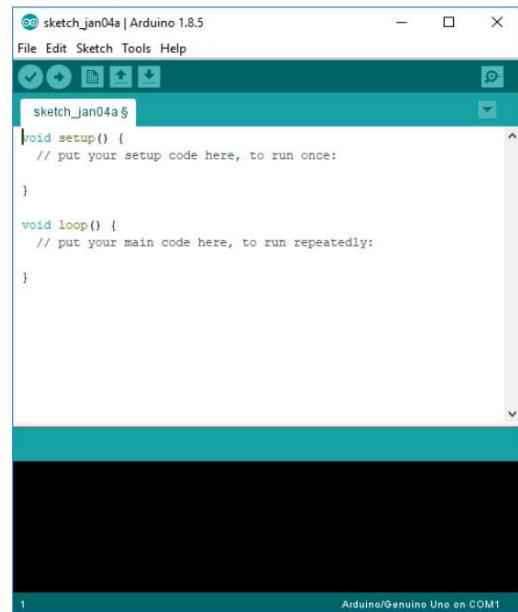 sketch_jan04a | Arduino 1.8.5
File Edit Sketch Tools Help
sketch_jan04a §
void setup() {
  // put your setup code here, to run once:
}
void loop() {
  // put your main code here, to run repeatedly:
}
1 Arduino/Genuino Uno on COM1